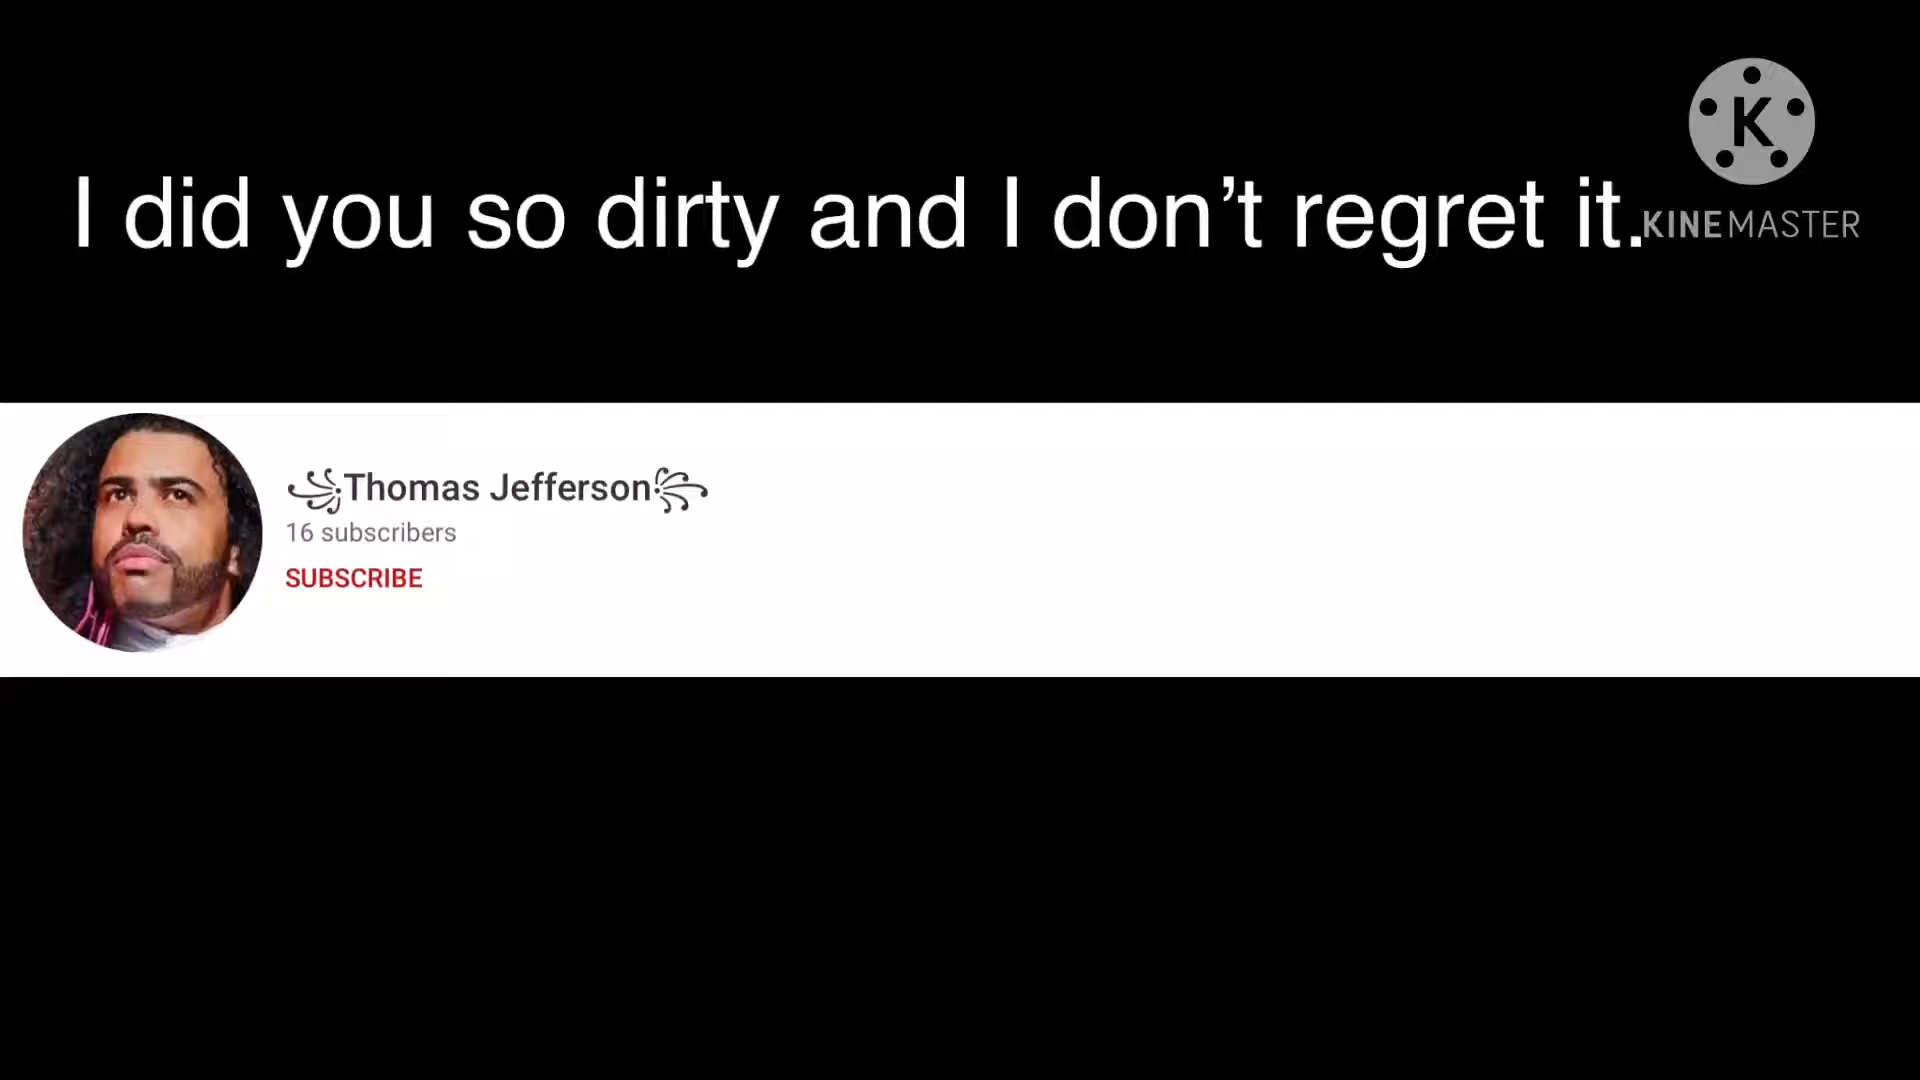 K
I did you so dirty and I don’t regret it.
KINEMASTER
꧁Thomas Jefferson꧂
16 subscribers
SUBSCRIBE